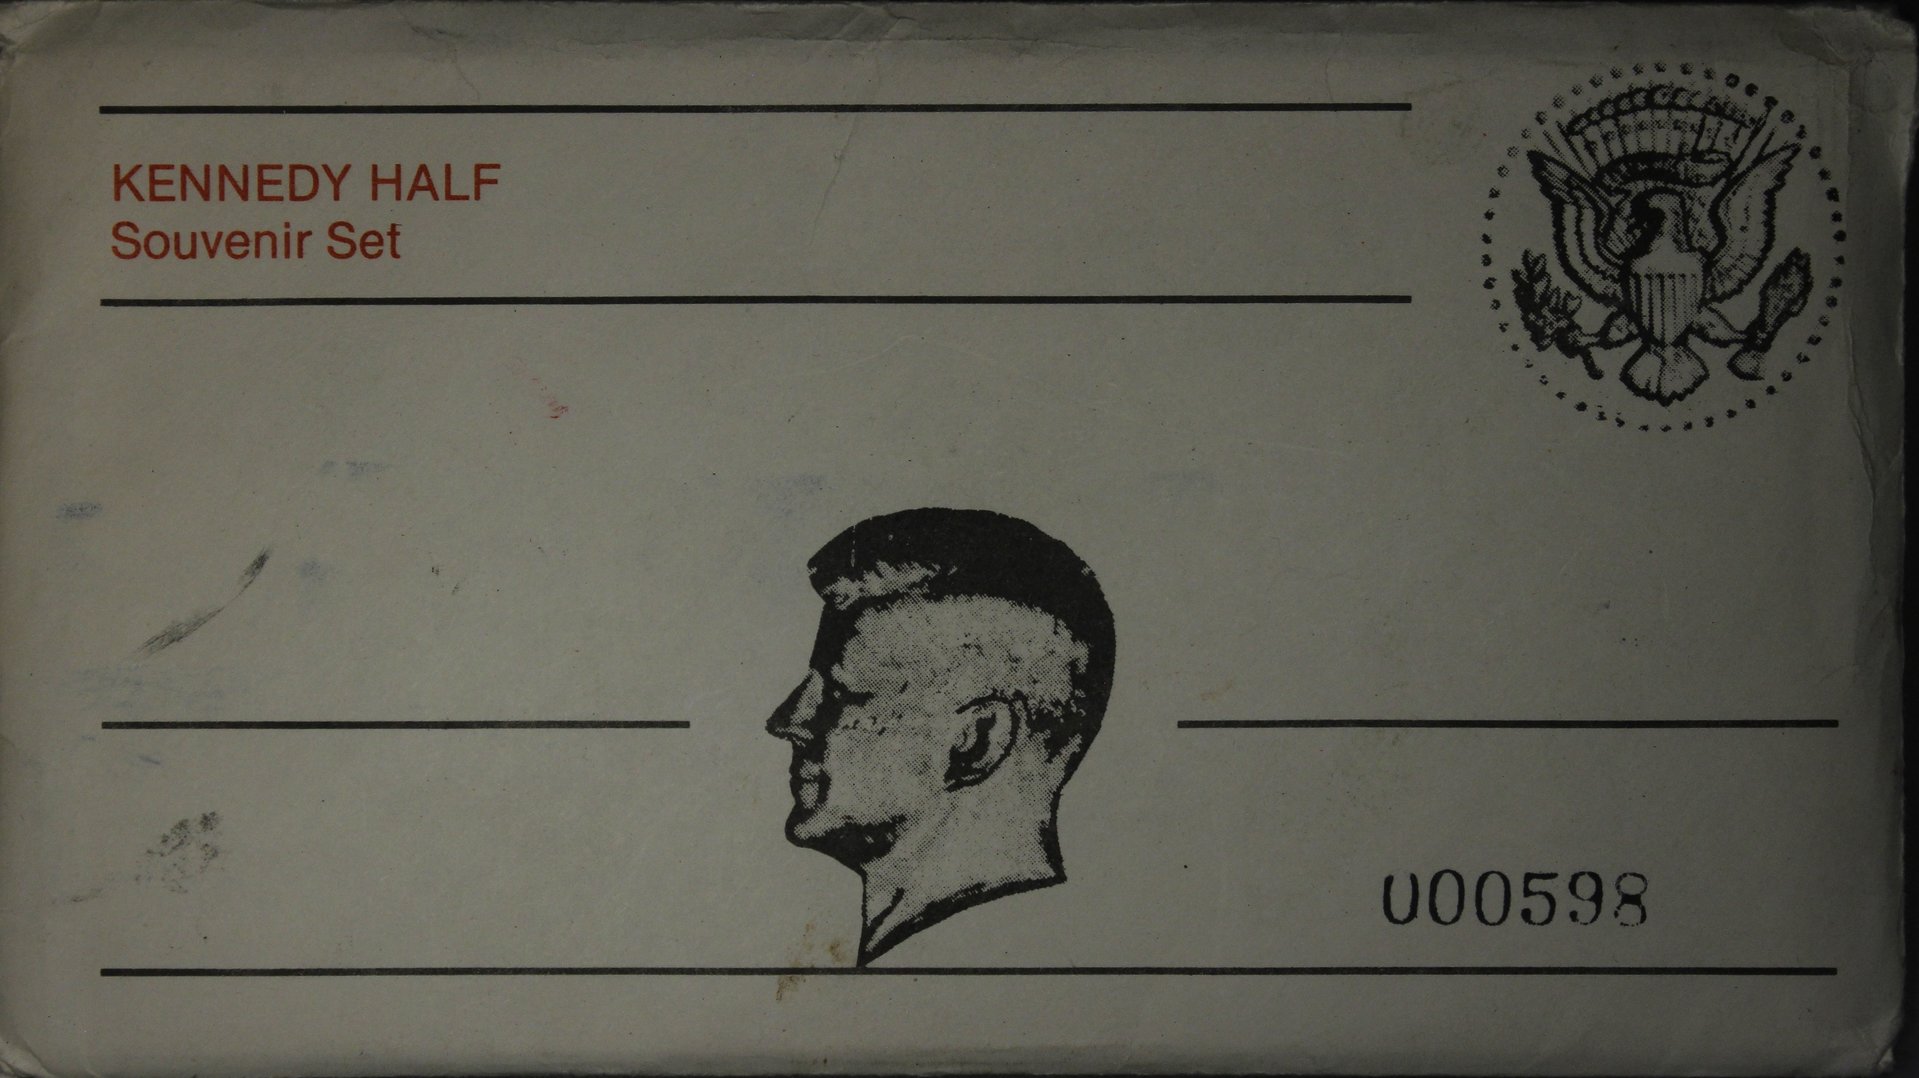 KENNEDY HALF
Souvenir Set
U00598